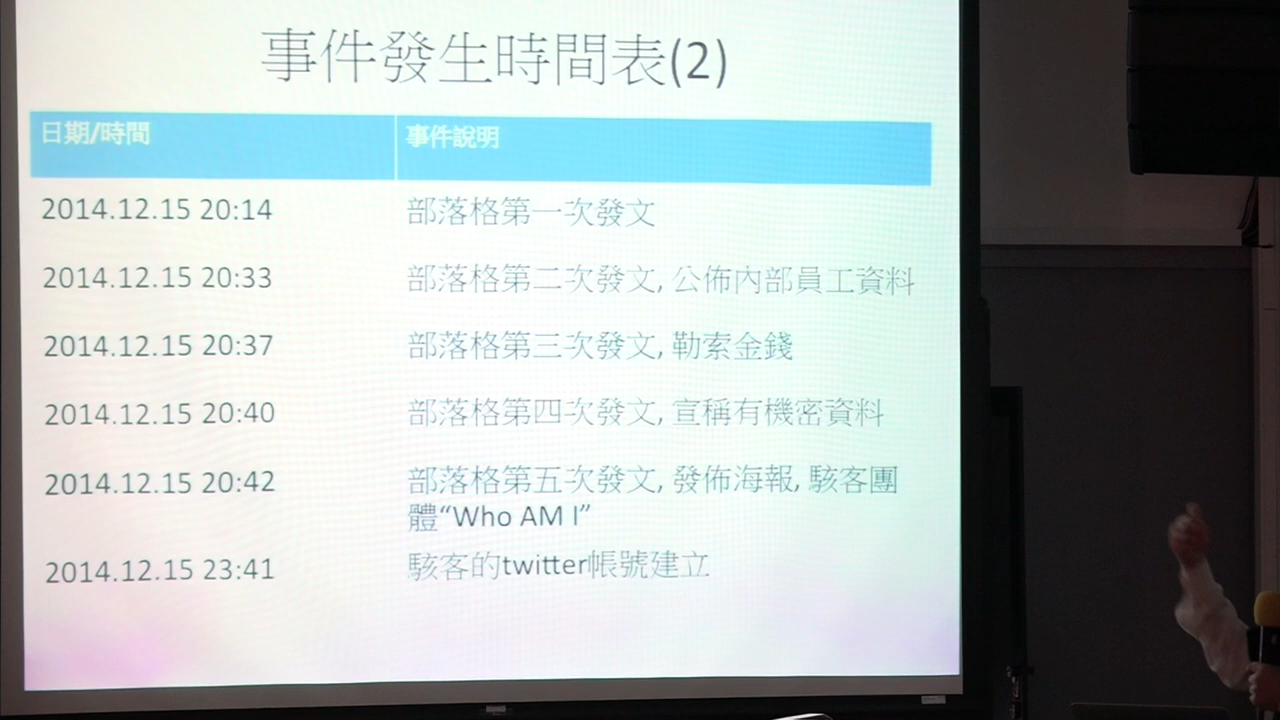 事件發生時間表(2)
日期/時間 事件說明
2014.12.15 20:14 部落格第一次發文
2014.12.15 20:33 部落格第二次發文, 公佈內部員工資料
2014.12.15 20:37 部落格第三次發文, 勒索金錢
2014.12.15 20:40 部落格第四次發文, 宣稱有機密資料
2014.12.15 20:42 部落格第五次發文, 發佈海報, 駭客團
體“Who AM I”
2014.12.15 23:41 駭客的twitter帳號建立